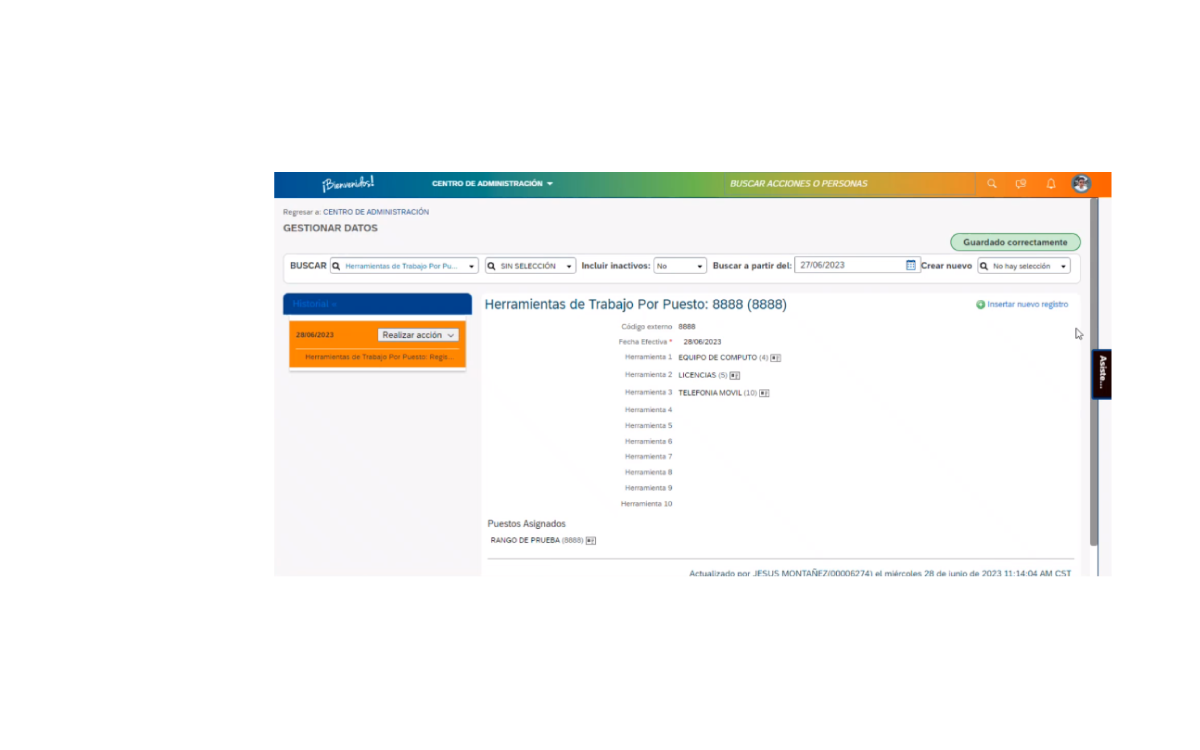 ¡Bienvenidos! CENTRO DE ADMINISTRACIÓN BUSCAR ACCIONES O PERSONAS
Regresar a: CENTRO DE ADMINISTRACIÓN
GESTIONAR DATOS
Guardado correctamente
BUSCAR Herramientas de Trabajo Por Pu... SIN SELECCIÓN Incluir inactivos: No Buscar a partir del: 27/06/2023 Crear nuevo No hay selección
Historial
28/06/2023 Realizar acción
Herramientas de Trabajo Por Puesto: Regis...
Herramientas de Trabajo Por Puesto: 8888 (8888) Insertar nuevo registro
Código externo 8888
Fecha Efectiva * 28/06/2023
Herramienta 1 EQUIPO DE COMPUTO (4)
Herramienta 2 LICENCIAS (5)
Herramienta 3 TELEFONIA MOVIL (10)
Herramienta 4
Herramienta 5
Herramienta 6
Herramienta 7
Herramienta 8
Herramienta 9
Herramienta 10
Puestos Asignados
RANGO DE PRUEBA (8888)
Actualizado por JESUS MONTAÑEZ(00006274) el miércoles 28 de junio de 2023 11:14:04 AM CST
Asiste...